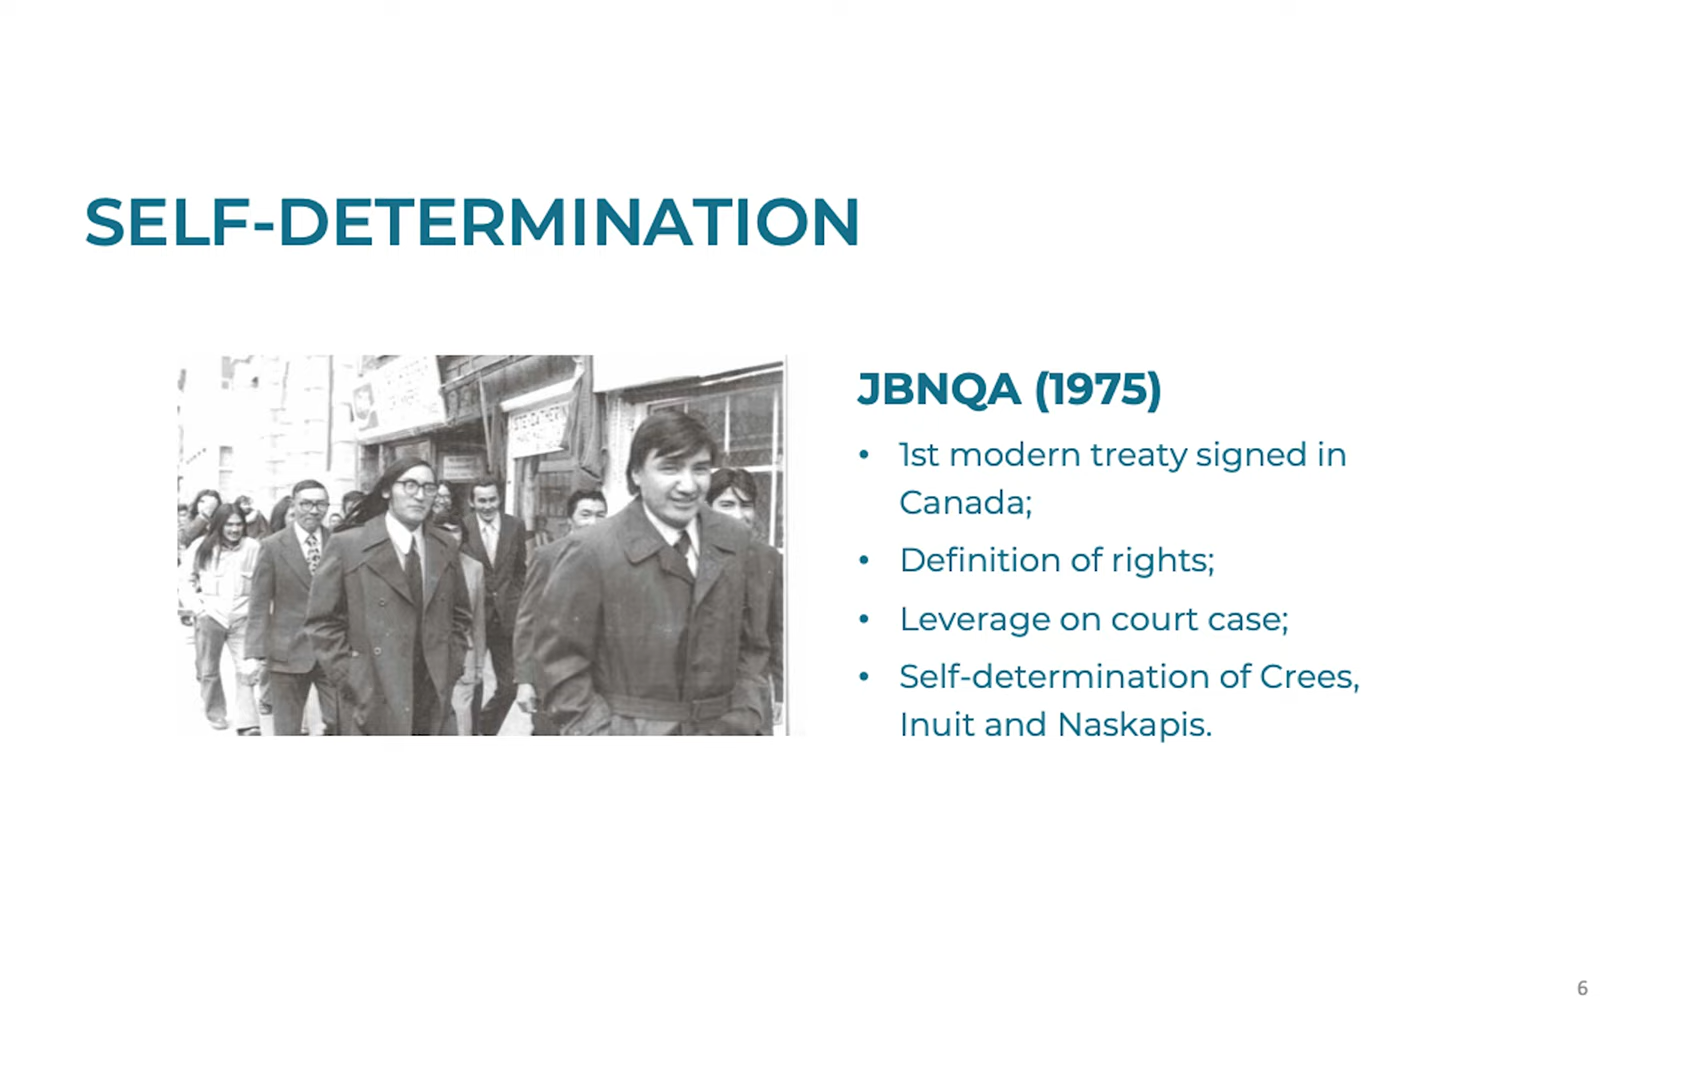 SELF-DETERMINATION
JBNQA (1975)
• 1st modern treaty signed in
Canada;
• Definition of rights;
• Leverage on court case;
• Self-determination of Crees,
Inuit and Naskapis.
6